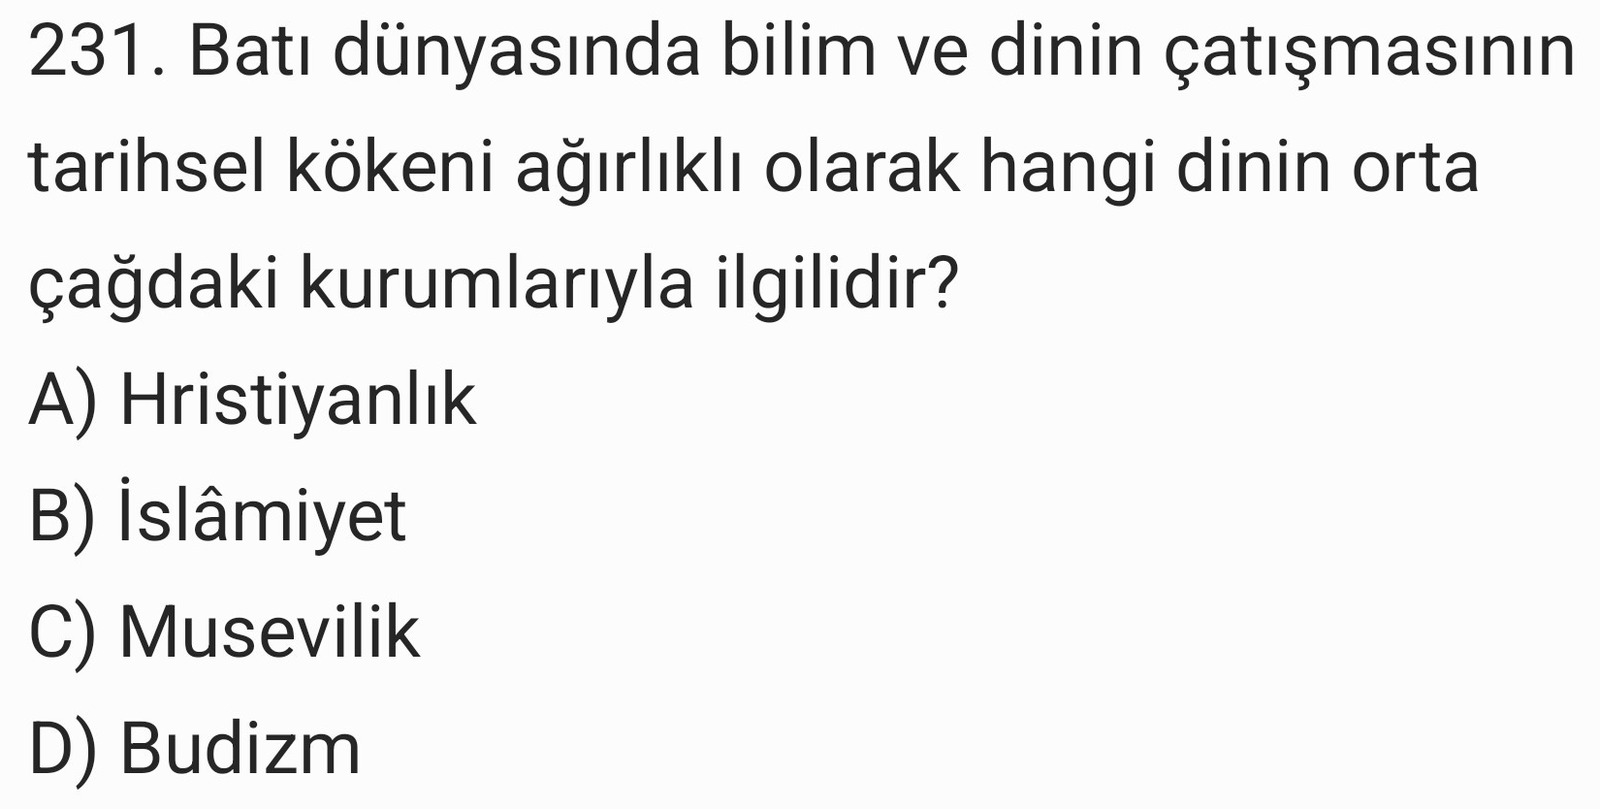 231. Batı dünyasında bilim ve dinin çatışmasının
tarihsel kökeni ağırlıklı olarak hangi dinin orta
çağdaki kurumlarıyla ilgilidir?
A) Hristiyanlık
B) İslâmiyet
C) Musevilik
D) Budizm